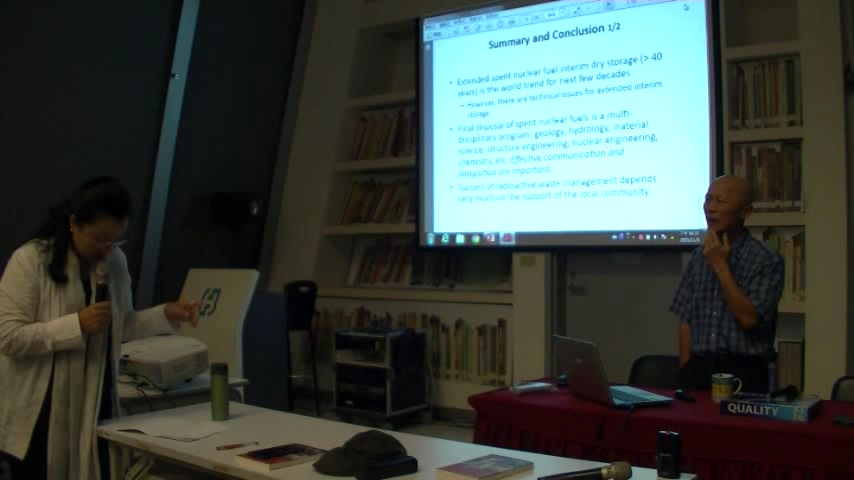 Summary and Conclusion 1/2
• Extended spent nuclear fuel interim dry storage (> 40
years) is the world trend for next few decades
– However, there are technical issues for extended interim
storage.
• Final disposal of spent nuclear fuels is a multi-
disciplinary program: geology, hydrology, material
science, structure engineering, nuclear engineering,
chemistry, etc. Effective communication and
integration are important.
• Success of radioactive waste management depends
very much on the support of the local community.
QUALITY